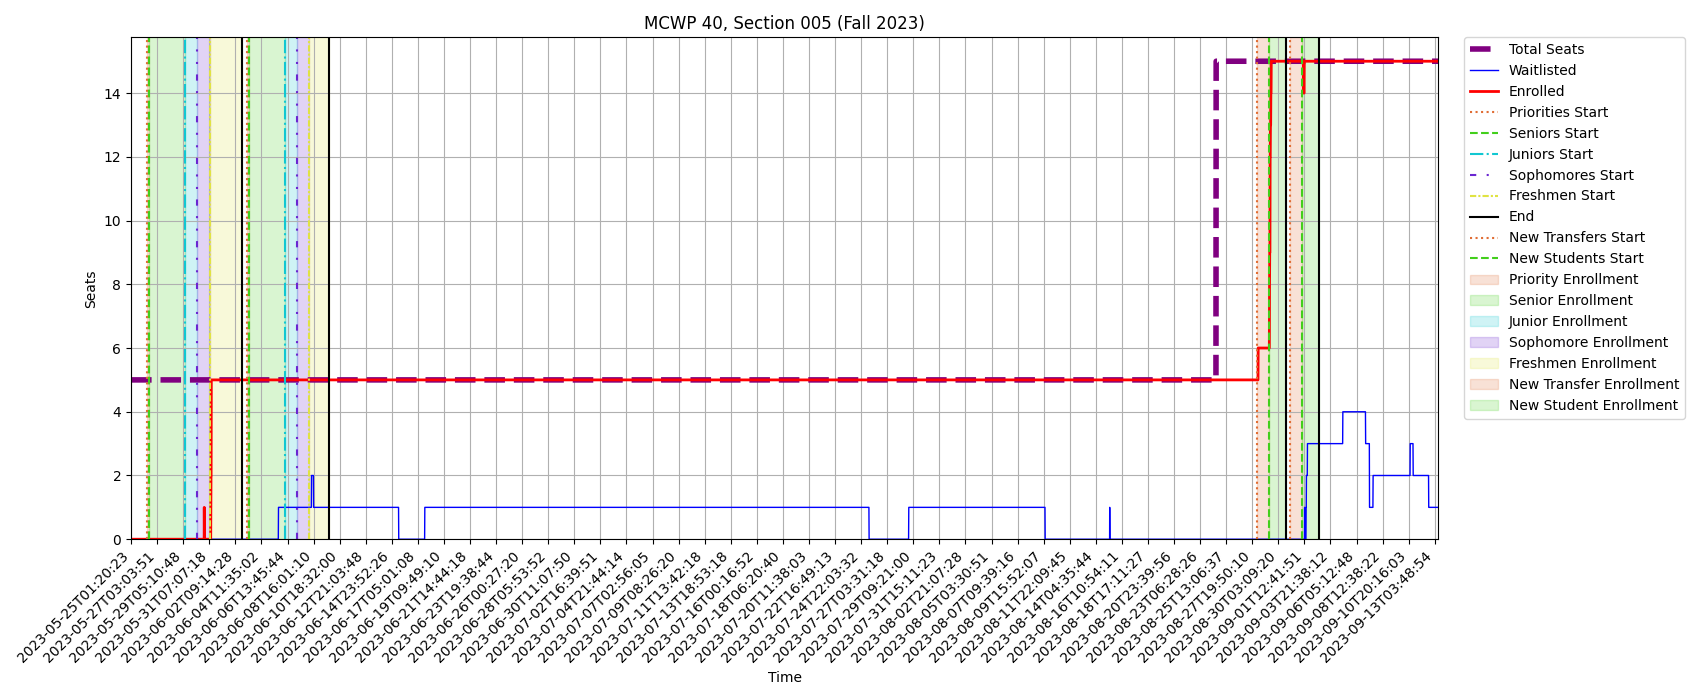 MCWP 40, Section 005 (Fall 2023)
Seats
14
12
10
8
6
4
2
0
2023-05-25T01:20:23
2023-05-27T03:03:51
2023-05-29T05:10:48
2023-05-31T07:07:18
2023-06-02T09:14:28
2023-06-04T11:35:02
2023-06-06T13:45:44
2023-06-08T16:01:10
2023-06-10T18:32:00
2023-06-12T21:03:48
2023-06-14T23:52:26
2023-06-17T05:01:08
2023-06-19T09:49:10
2023-06-21T14:44:18
2023-06-23T19:38:44
2023-06-26T00:27:20
2023-06-28T05:53:52
2023-06-30T11:07:50
2023-07-02T16:39:51
2023-07-04T21:44:14
2023-07-07T02:56:05
2023-07-09T08:26:20
2023-07-11T13:42:18
2023-07-13T18:53:18
2023-07-16T00:16:52
2023-07-18T06:20:40
2023-07-20T11:38:03
2023-07-22T16:49:13
2023-07-24T22:03:32
2023-07-27T03:31:18
2023-07-29T09:21:00
2023-07-31T15:11:23
2023-08-02T21:07:28
2023-08-05T03:30:51
2023-08-07T09:39:16
2023-08-09T15:52:07
2023-08-11T22:09:45
2023-08-14T04:35:44
2023-08-16T10:54:11
2023-08-18T17:11:27
2023-08-20T23:39:56
2023-08-23T06:28:26
2023-08-25T13:06:37
2023-08-27T19:50:10
2023-08-30T03:09:20
2023-09-01T12:41:51
2023-09-03T21:38:12
2023-09-06T05:12:48
2023-09-08T12:38:22
2023-09-10T20:16:03
2023-09-13T03:48:54
Time
Total Seats
Waitlisted
Enrolled
Priorities Start
Seniors Start
Juniors Start
Sophomores Start
Freshmen Start
End
New Transfers Start
New Students Start
Priority Enrollment
Senior Enrollment
Junior Enrollment
Sophomore Enrollment
Freshmen Enrollment
New Transfer Enrollment
New Student Enrollment